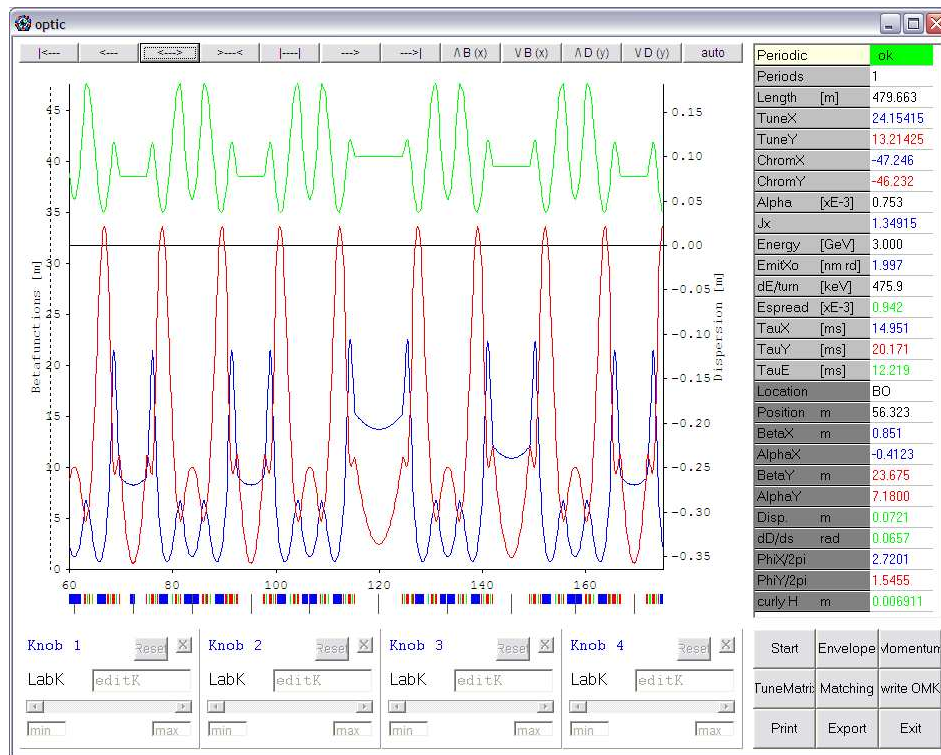 optic
|<--- <--- <---> >---< |----| ---> --->| /\ B (x) \/ B (x) /\ D (y) \/ D (y) auto
Periodic ok
Periods 1
Length [m] 479.663
TuneX 24.15415
TuneY 13.21425
ChromX -47.246
ChromY -46.232
Alpha [xE-3] 0.753
Jx 1.34915
Energy [GeV] 3.000
EmitXo [nm rd] 1.997
dE/turn [keV] 475.9
Espread [xE-3] 0.942
TauX [ms] 14.951
TauY [ms] 20.171
TauE [ms] 12.219
Location BO
Position m 56.323
BetaX m 0.851
AlphaX -0.4123
BetaY m 23.675
AlphaY 7.1800
Disp. m 0.0721
dD/ds rad 0.0657
PhiX/2pi 2.7201
PhiY/2pi 1.5455
curly H m 0.006911
Betafunctions [m]
45
40
35
30
25
20
15
10
5
0
0.15
0.10
0.05
0.00
-0.05
-0.10
-0.15
-0.20
-0.25
-0.30
-0.35
Dispersion [m]
60 80 100 120 140 160
Knob 1 Reset X
LabK editK
min max
Knob 2 Reset X
LabK editK
min max
Knob 3 Reset X
LabK editK
min max
Knob 4 Reset X
LabK editK
min max
Start Envelope Momentum
TuneMatri: Matching write OMK
Print Export Exit